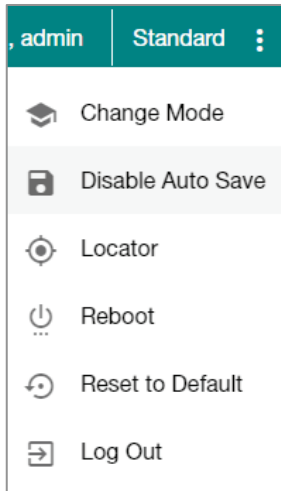 , admin Standard
Change Mode
Disable Auto Save
Locator
Reboot
Reset to Default
Log Out